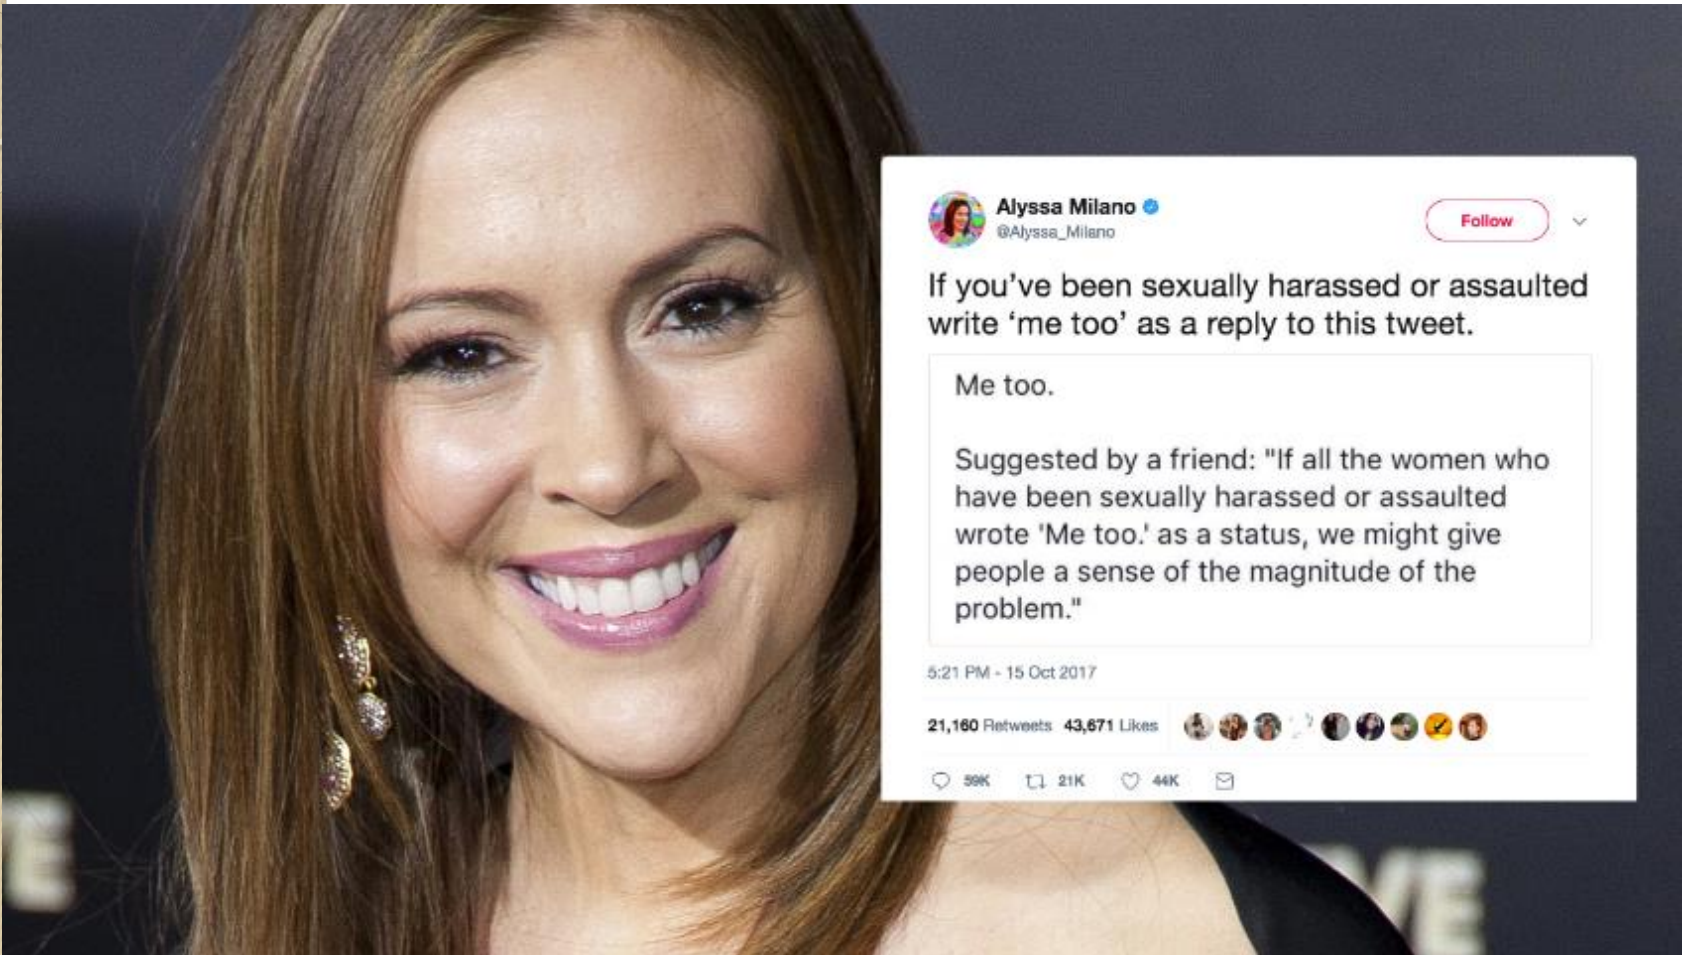 Alyssa Milano
@Alyssa_Milano
Follow
If you’ve been sexually harassed or assaulted
write ‘me too’ as a reply to this tweet.
Me too.
Suggested by a friend: "If all the women who
have been sexually harassed or assaulted
wrote 'Me too.' as a status, we might give
people a sense of the magnitude of the
problem."
5:21 PM - 15 Oct 2017
21,160 Retweets 43,671 Likes
59K 21K 44K
E
VE